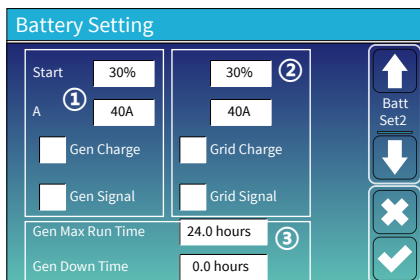 Battery Setting
Start 30% 30% ②
A ① 40A 40A
Gen Charge Grid Charge
Gen Signal Grid Signal
Gen Max Run Time 24.0 hours ③
Gen Down Time 0.0 hours
Batt
Set2